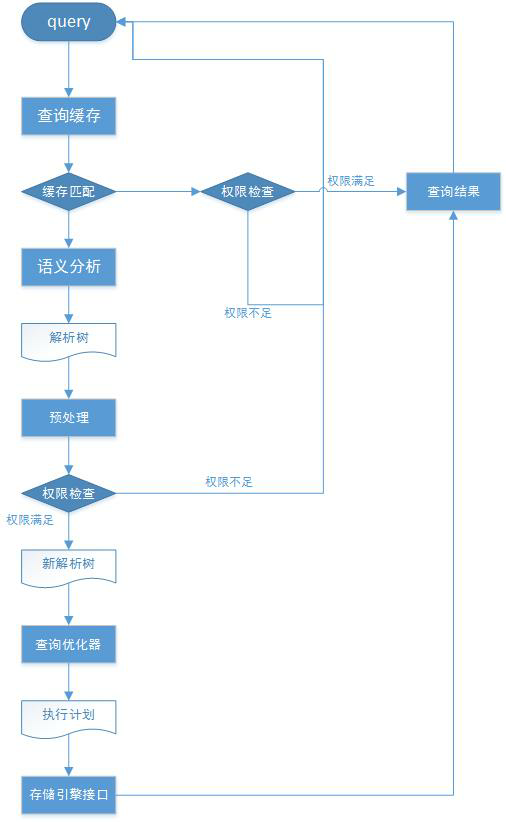 query
查询缓存
缓存匹配
权限检查
权限满足
查询结果
语义分析
权限不足
解析树
预处理
权限检查
权限不足
权限满足
新解析树
查询优化器
执行计划
存储引擎接口